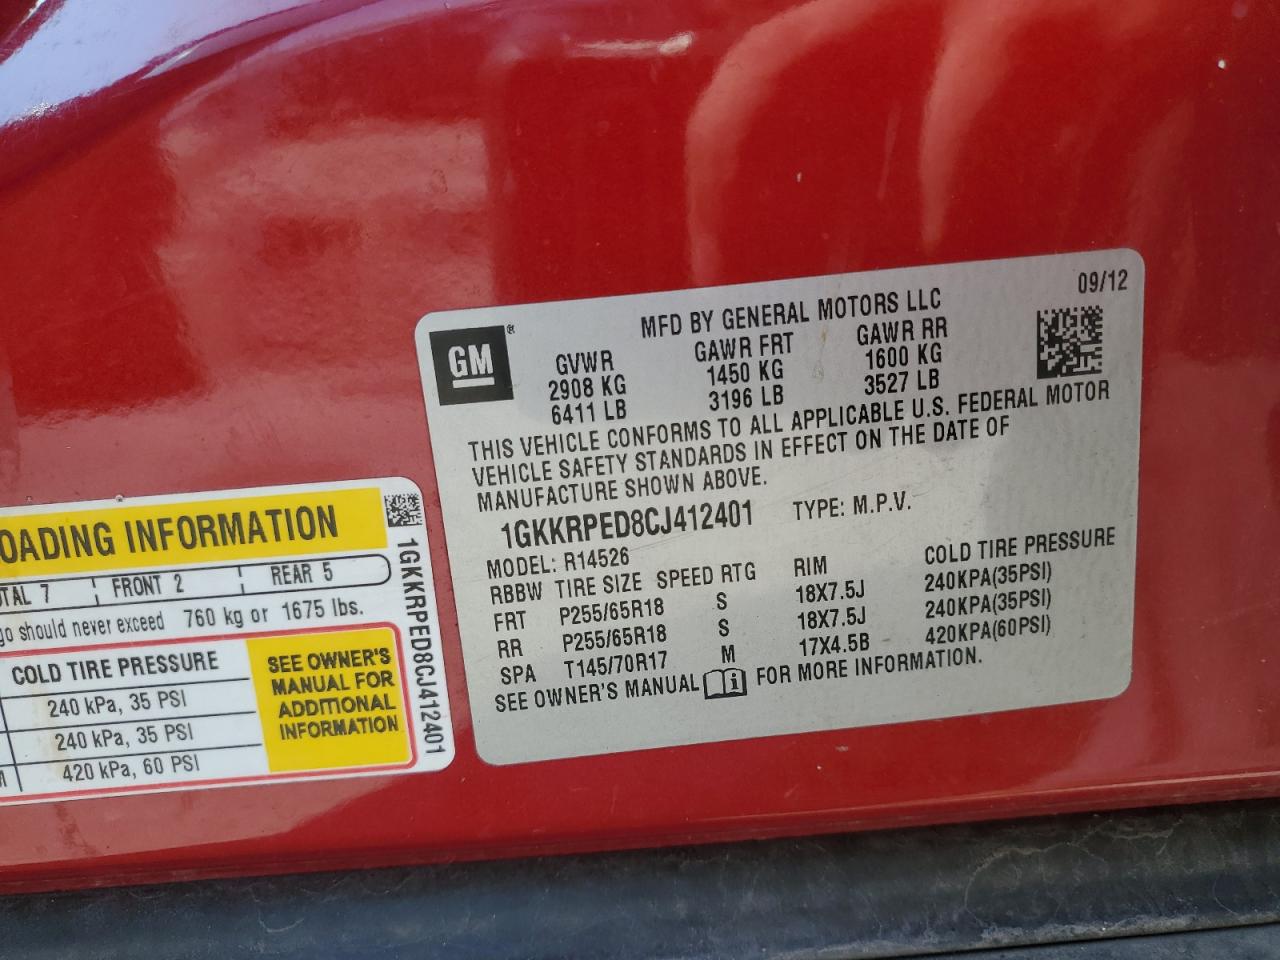 09/12
GM®
MFD BY GENERAL MOTORS LLC
GVWR GAWR FRT GAWR RR
2908 KG 1450 KG 1600 KG
6411 LB 3196 LB 3527 LB
THIS VEHICLE CONFORMS TO ALL APPLICABLE U.S. FEDERAL MOTOR
VEHICLE SAFETY STANDARDS IN EFFECT ON THE DATE OF
MANUFACTURE SHOWN ABOVE.
1GKKRPED8CJ412401 TYPE: M.P.V.
MODEL: R14526
RBBW TIRE SIZE SPEED RTG RIM COLD TIRE PRESSURE
FRT P255/65R18 S 18X7.5J 240KPA(35PSI)
RR P255/65R18 S 18X7.5J 240KPA(35PSI)
SPA T145/70R17 M 17X4.5B 420KPA(60PSI)
SEE OWNER'S MANUAL FOR MORE INFORMATION.
OADING INFORMATION
OTAL 7 FRONT 2 REAR 5
go should never exceed 760 kg or 1675 lbs.
COLD TIRE PRESSURE
240 kPa, 35 PSI
240 kPa, 35 PSI
420 kPa, 60 PSI
SEE OWNER'S
MANUAL FOR
ADDITIONAL
INFORMATION
1GKKRPED8CJ412401